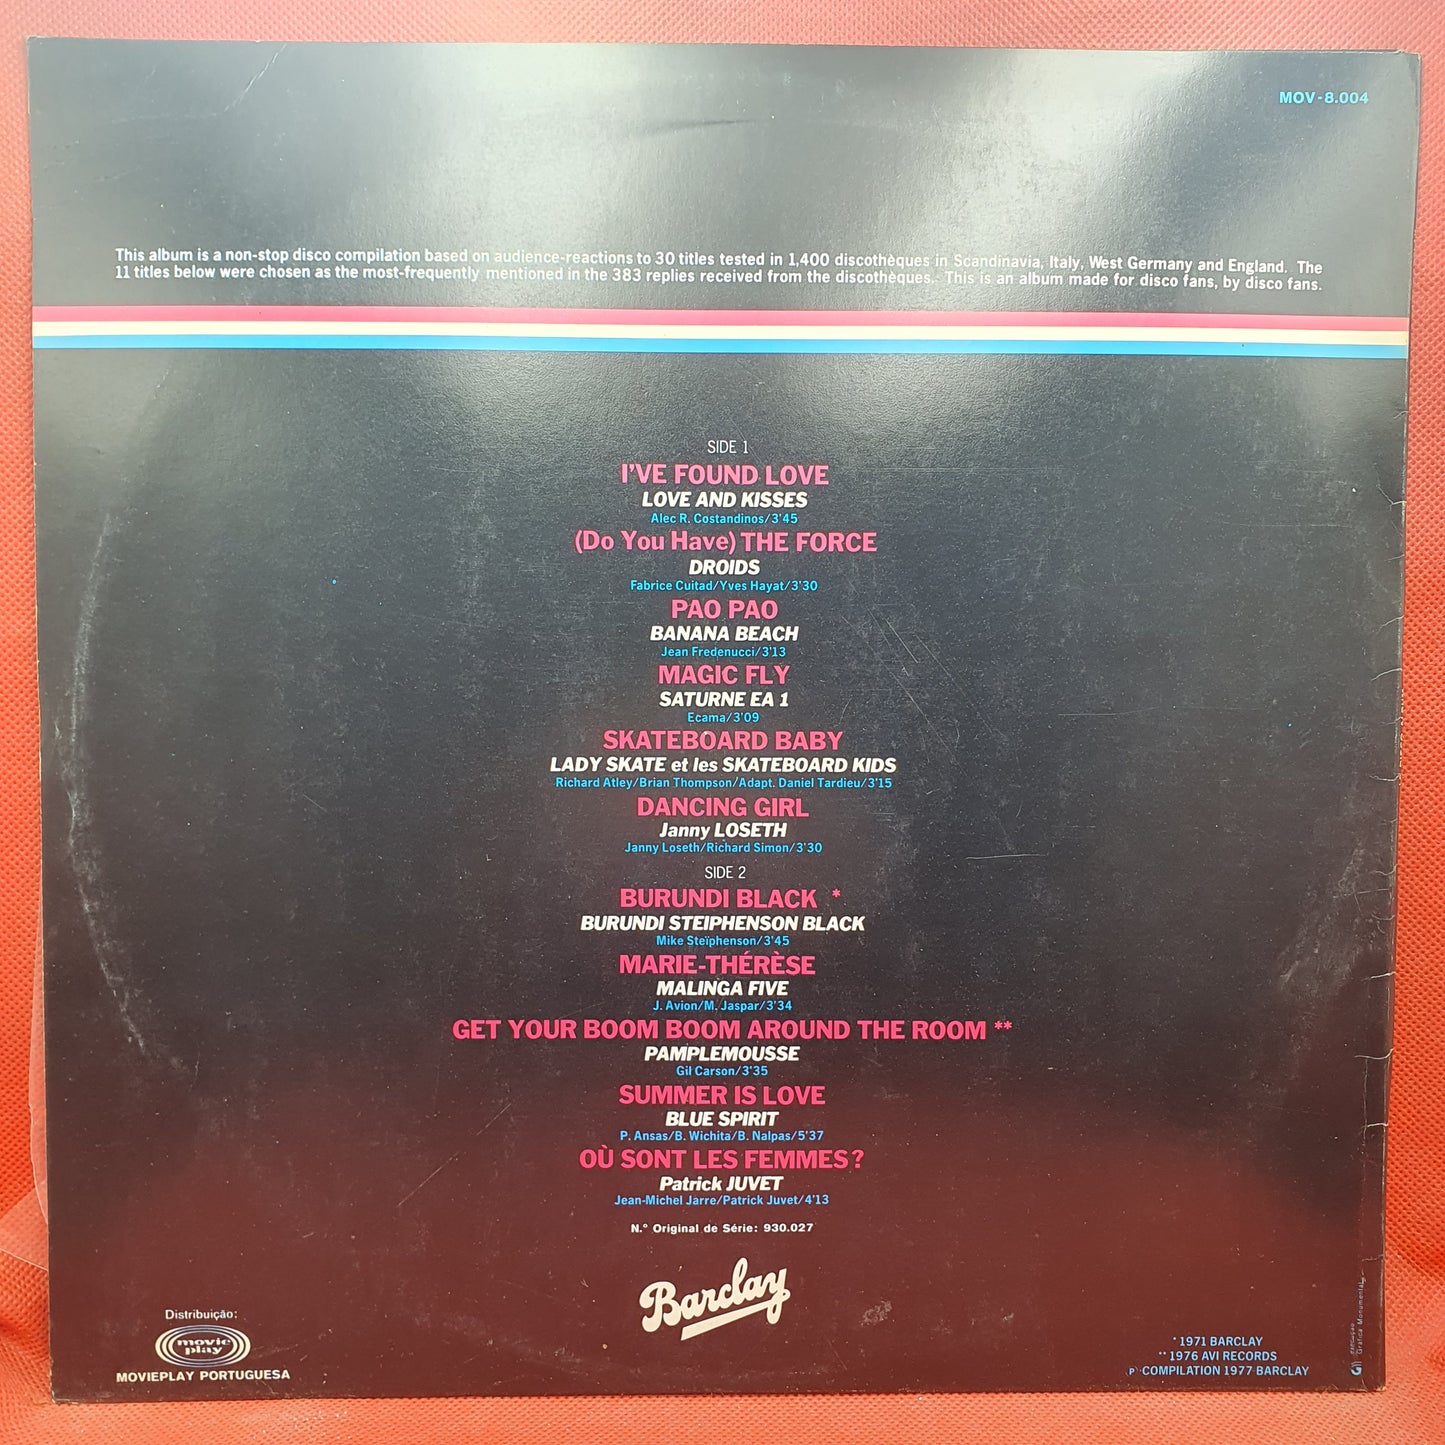 MOV-8.004
This album is a non-stop disco compilation based on audience-reactions to 30 titles tested in 1,400 discothèques in Scandinavia, Italy, West Germany and England. The
11 titles below were chosen as the most-frequently mentioned in the 383 replies received from the discothèques. This is an album made for disco fans, by disco fans.
SIDE 1
I'VE FOUND LOVE
LOVE AND KISSES
Alec R. Costandinos/3'45
(Do You Have) THE FORCE
DROIDS
Fabrice Cuitad/Yves Hayat/3'30
PAO PAO
BANANA BEACH
Jean Fredenucci/3'13
MAGIC FLY
SATURNE EA 1
Ecama/3'09
SKATEBOARD BABY
LADY SKATE et les SKATEBOARD KIDS
Richard Atley/Brian Thompson/Adapt. Daniel Tardieu/3'15
DANCING GIRL
Janny LOSETH
Janny Loseth/Richard Simon/3'30
SIDE 2
BURUNDI BLACK *
BURUNDI STEIPHENSON BLACK
Mike Steïphenson/3'45
MARIE-THÉRÈSE
MALINGA FIVE
J. Avion/M. Jaspar/3'34
GET YOUR BOOM BOOM AROUND THE ROOM **
PAMPLEMOUSSE
Gil Carson/3'35
SUMMER IS LOVE
BLUE SPIRIT
P. Ansas/B. Wichita/B. Nalpas/5'37
OÙ SONT LES FEMMES?
Patrick JUVET
Jean-Michel Jarre/Patrick Juvet/4'13
N.º Original de Série: 930.027
Barclay
Distribuição:
movie
play
MOVIEPLAY PORTUGUESA
* 1971 BARCLAY
** 1976 AVI RECORDS
P COMPILATION 1977 BARCLAY
Gráfica Monumental